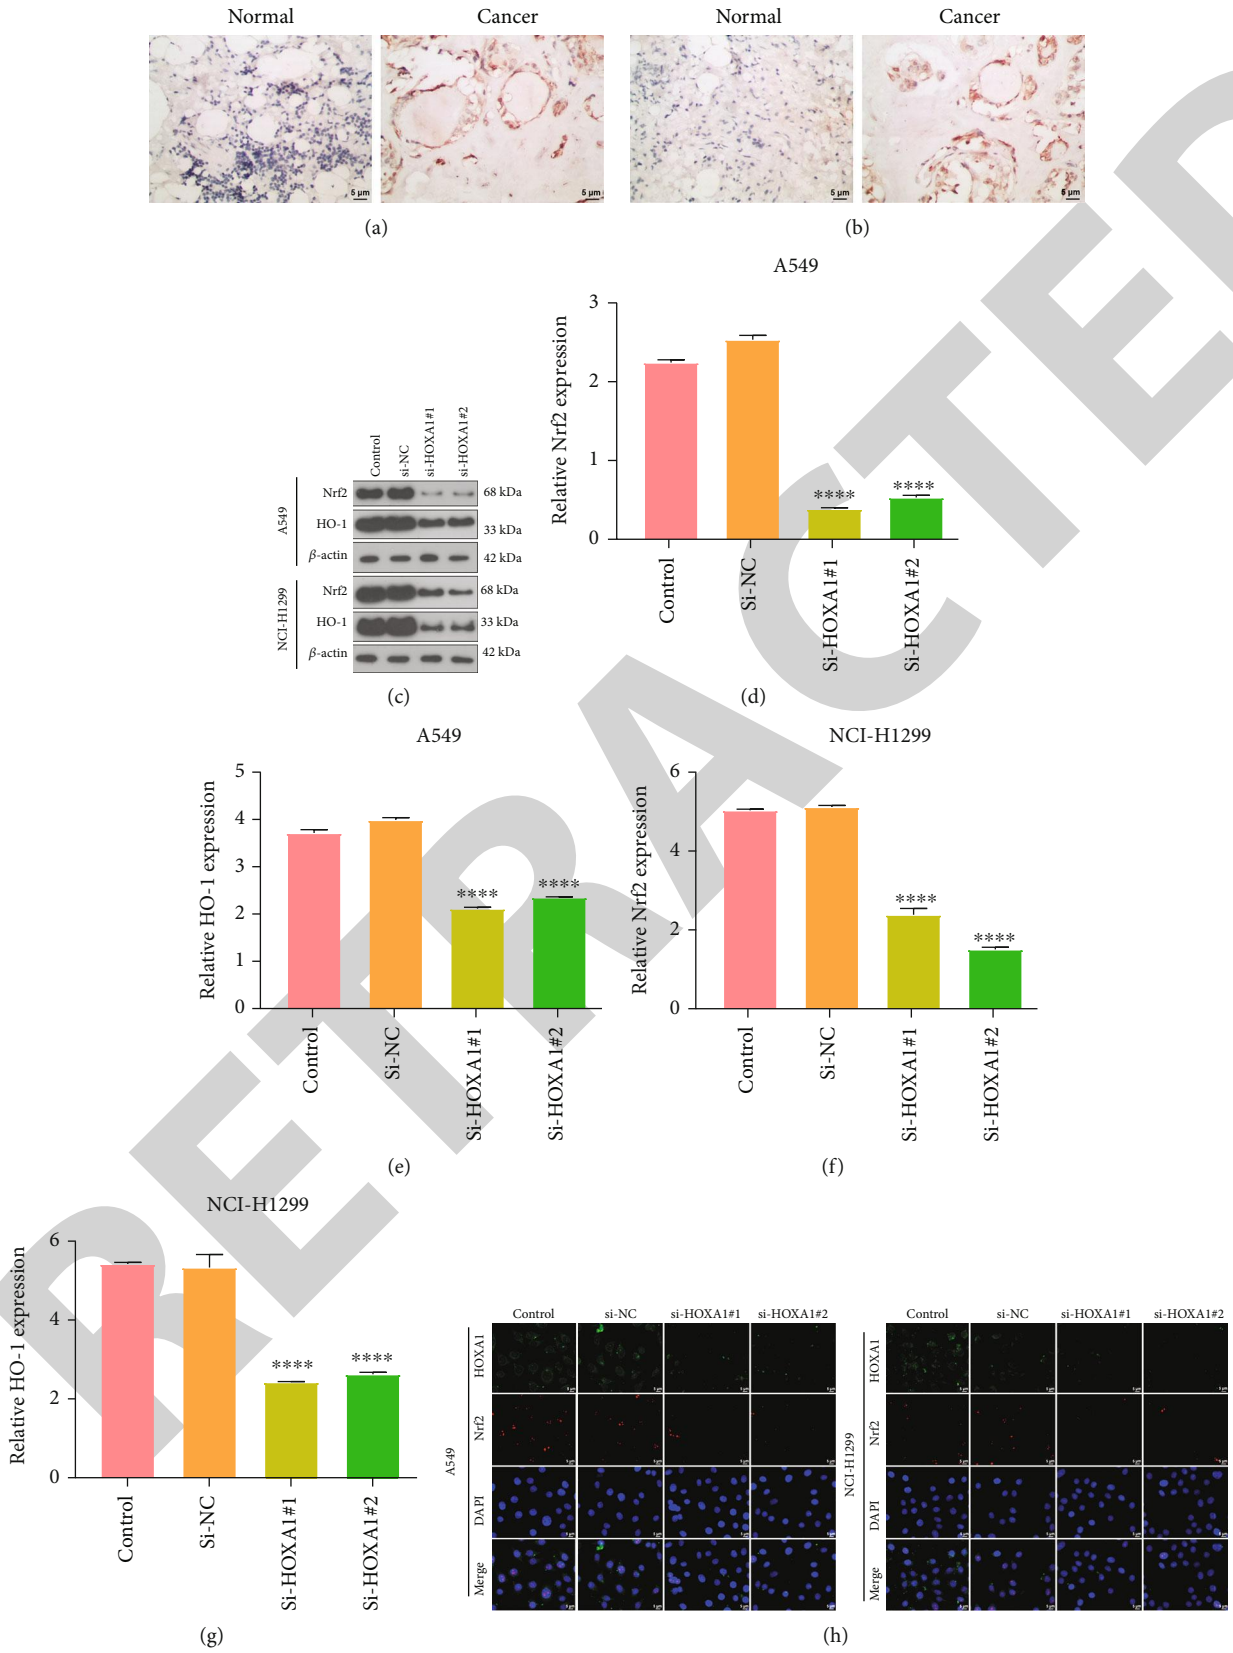 Normal Cancer Normal Cancer
5 μm 5 μm 5 μm 5 μm
(a) (b)
A549
Relative Nrf2 expression
3
2
1
0
**** ****
Control Si-NC Si-HOXA1#1 Si-HOXA1#2
(d)
Control si-NC si-HOXA1#1 si-HOXA1#2
A549
Nrf2 68 kDa
HO-1 33 kDa
β-actin 42 kDa
NCI-H1299
Nrf2 68 kDa
HO-1 33 kDa
β-actin 42 kDa
(c)
A549
Relative HO-1 expression
5
4
3
2
1
0
**** ****
Control Si-NC Si-HOXA1#1 Si-HOXA1#2
(e)
NCI-H1299
Relative Nrf2 expression
6
4
2
0
**** ****
Control Si-NC Si-HOXA1#1 Si-HOXA1#2
(f)
NCI-H1299
Relative HO-1 expression
6
4
2
0
**** ****
Control Si-NC Si-HOXA1#1 Si-HOXA1#2
(g)
Control si-NC si-HOXA1#1 si-HOXA1#2
A549
HOXA1
Nrf2
DAPI
Merge
Control si-NC si-HOXA1#1 si-HOXA1#2
NCI-H1299
HOXA1
Nrf2
DAPI
Merge
(h)
RETRACTED